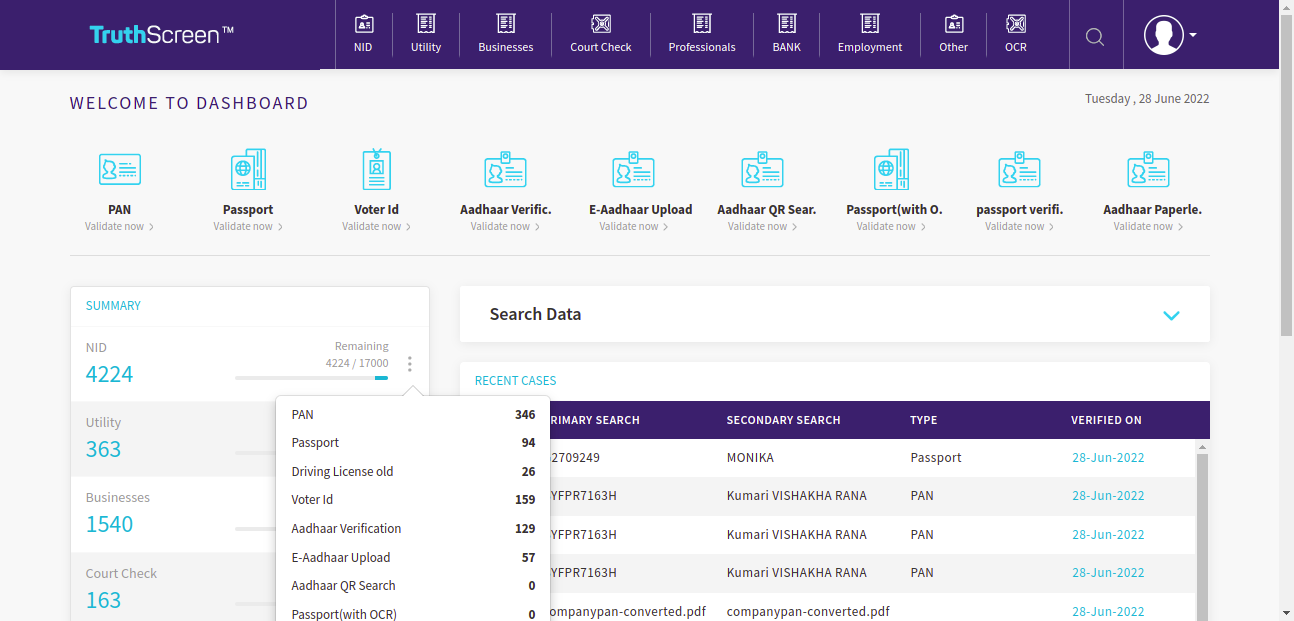 TruthScreen™
NID
Utility
Businesses
Court Check
Professionals
BANK
Employment
Other
OCR
WELCOME TO DASHBOARD
Tuesday , 28 June 2022
PAN
Validate now
Passport
Validate now
Voter Id
Validate now
Aadhaar Verific.
Validate now
E-Aadhaar Upload
Validate now
Aadhaar QR Sear.
Validate now
Passport(with O.
Validate now
passport verifi.
Validate now
Aadhaar Paperle.
Validate now
SUMMARY
NID
4224
Remaining
4224 / 17000
Utility
363
Businesses
1540
Court Check
163
PAN 346
Passport 94
Driving License old 26
Voter Id 159
Aadhaar Verification 129
E-Aadhaar Upload 57
Aadhaar QR Search 0
Passport(with OCR) 0
Search Data
RECENT CASES
RIMARY SEARCH SECONDARY SEARCH TYPE VERIFIED ON
2709249 MONIKA Passport 28-Jun-2022
YFPR7163H Kumari VISHAKHA RANA PAN 28-Jun-2022
YFPR7163H Kumari VISHAKHA RANA PAN 28-Jun-2022
YFPR7163H Kumari VISHAKHA RANA PAN 28-Jun-2022
ompanypan-converted.pdf companypan-converted.pdf 28-Jun-2022